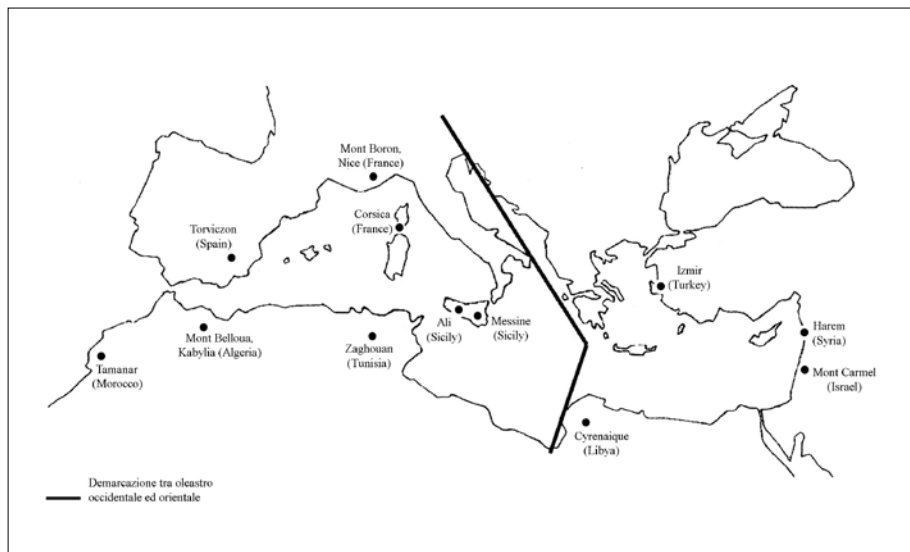 Mont Boron,
Nice (France)
Corsica
(France)
Torviczon
(Spain)
Izmir
(Turkey)
Ali
(Sicily)
Messine
(Sicily)
Harem
(Syria)
Mont Belloua,
Kabylia (Algeria)
Zaghouan
(Tunisia)
Tamanar
(Morocco)
Mont Carmel
(Israel)
Cyrenaique
(Libya)
Demarcazione tra oleastro
occidentale ed orientale